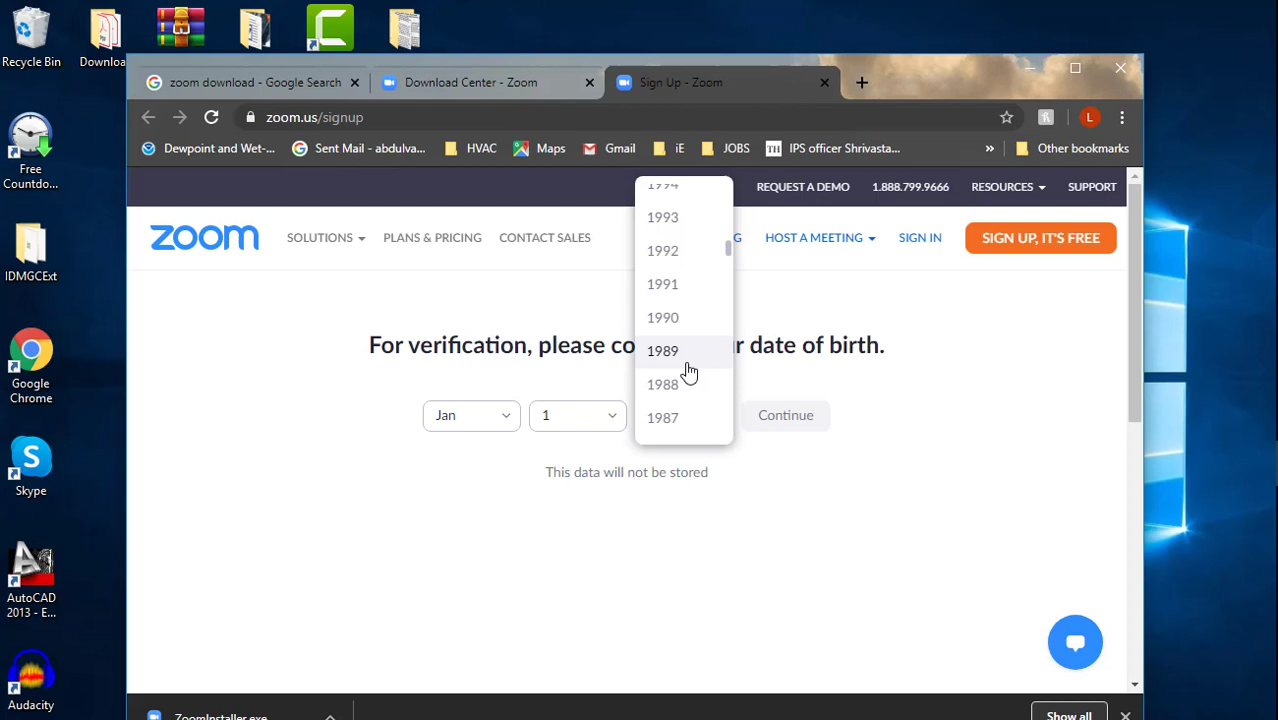 Recycle Bin
Downloa
zoom download - Google Search
Download Center - Zoom
Sign Up - Zoom
zoom.us/signup
L
Dewpoint and Wet-...
Sent Mail - abdulva...
HVAC
Maps
Gmail
iE
JOBS
TH
IPS officer Shrivasta...
»
Other bookmarks
Free
Countdo...
IDMGCExt
Google
Chrome
Skype
AutoCAD
2013 - E...
Audacity
REQUEST A DEMO
1.888.799.9666
RESOURCES
SUPPORT
zoom
SOLUTIONS
PLANS & PRICING
CONTACT SALES
G
HOST A MEETING
SIGN IN
SIGN UP, IT'S FREE
1994
1993
1992
1991
1990
1989
1988
1987
For verification, please co
r date of birth.
Jan
1
Continue
This data will not be stored
ZoomInstaller.exe
Show all